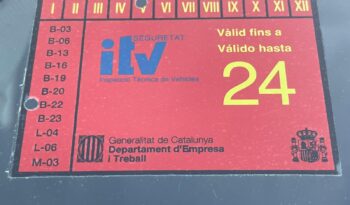 I II III IV V VI VII VIII IX X XI XII
B-03
B-06
B-13
B-16
B-19
B-20
B-22
B-23
L-04
L-06
M-03
SEGURETAT
itv
Inspecció Tècnica de Vehicles
Vàlid fins a
Válido hasta
24
Generalitat de Catalunya
Departament d'Empresa
i Treball